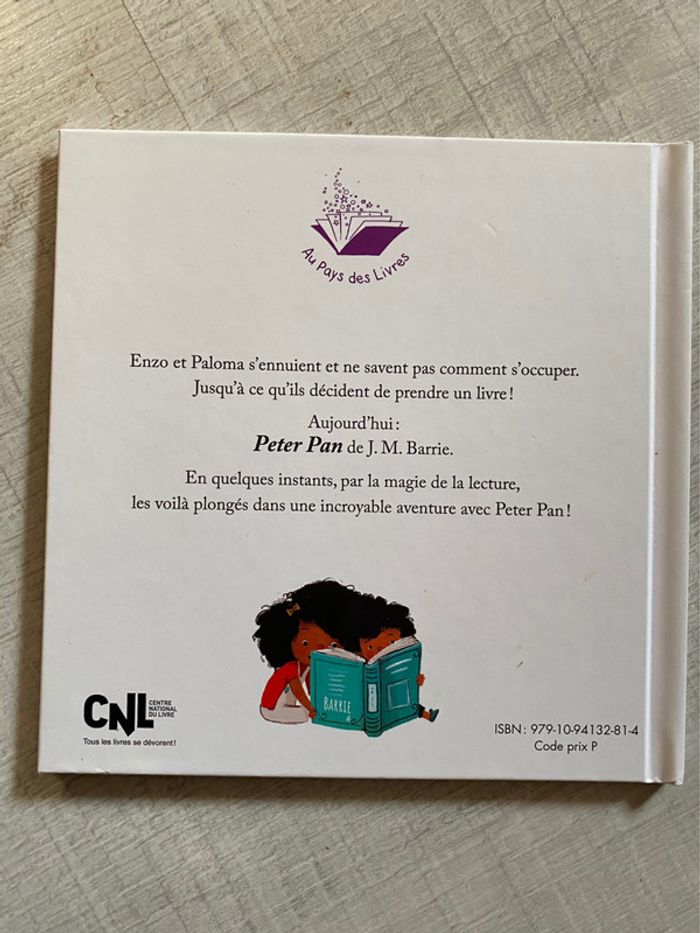 Au Pays des Livres
Enzo et Paloma s'ennuient et ne savent pas comment s'occuper.
Jusqu'à ce qu'ils décident de prendre un livre !
Aujourd'hui :
Peter Pan de J. M. Barrie.
En quelques instants, par la magie de la lecture,
les voilà plongés dans une incroyable aventure avec Peter Pan !
BARRIE
CNL
CENTRE
NATIONAL
DU LIVRE
Tous les livres se dévorent !
ISBN : 979-10-94132-81-4
Code prix P